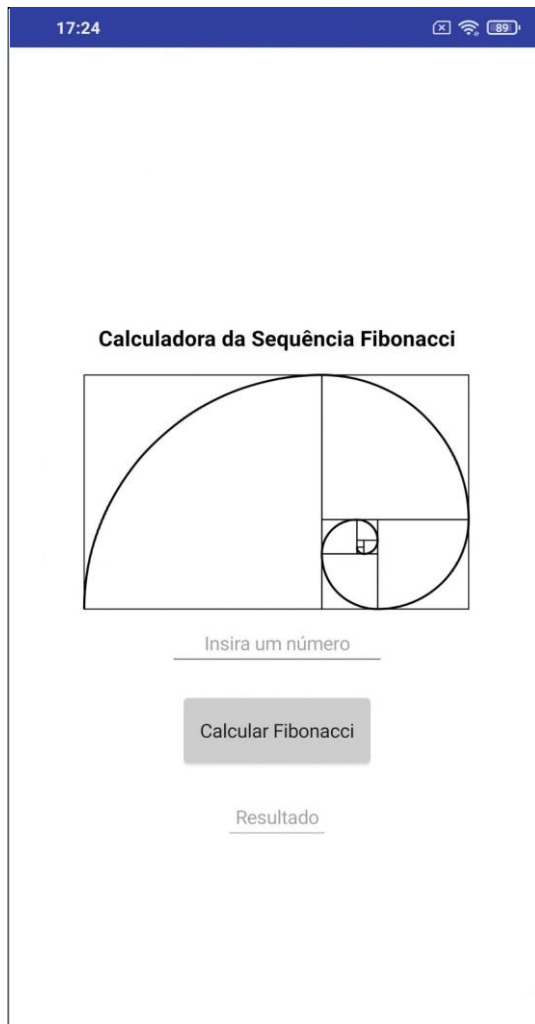 17:24
89
Calculadora da Sequência Fibonacci
Insira um número
Calcular Fibonacci
Resultado